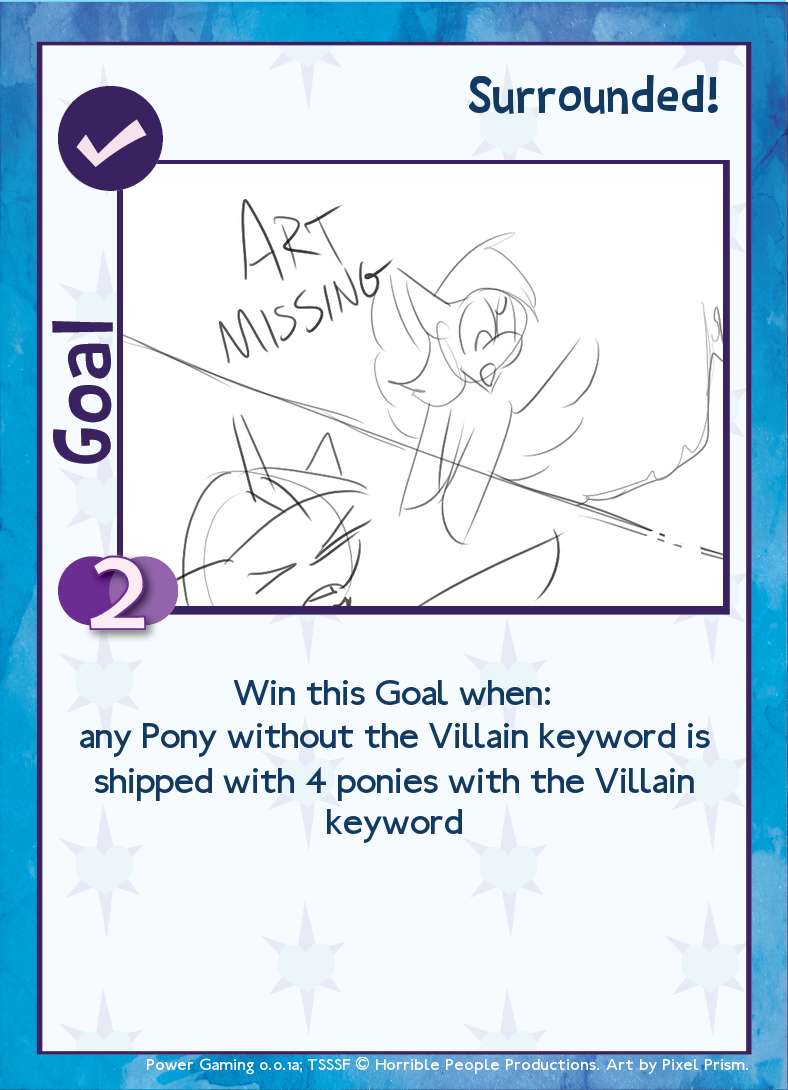 Surrounded!
ART
MISSING
Goal
2
Win this Goal when:
any Pony without the Villain keyword is
shipped with 4 ponies with the Villain
keyword
Power Gaming 0.0.1a; TSSSF © Horrible People Productions. Art by Pixel Prism.